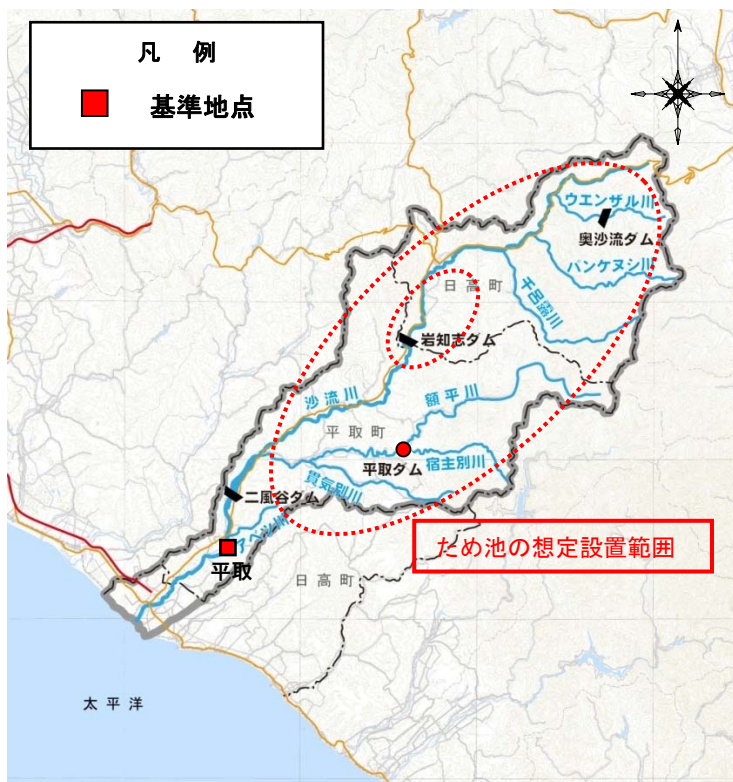 凡 例
基準地点
ウエンザル川
奥沙流ダム
パンケヌシ川
日高町
千呂露川
岩知志ダム
沙流川
額平川
平取町
平取ダム
宿主別川
貫気別川
二風谷ダム
アベツ川
ため池の想定設置範囲
平取
日高町
太平洋